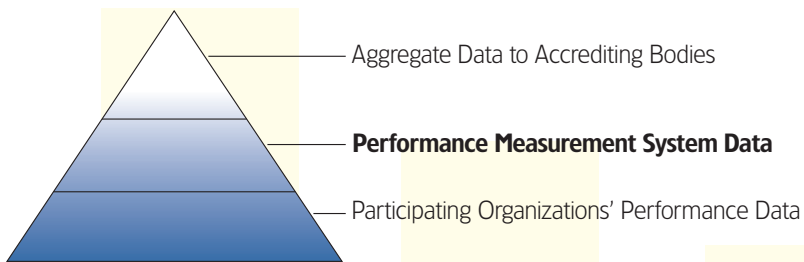 Aggregate Data to Accrediting Bodies
Performance Measurement System Data
Participating Organizations’ Performance Data